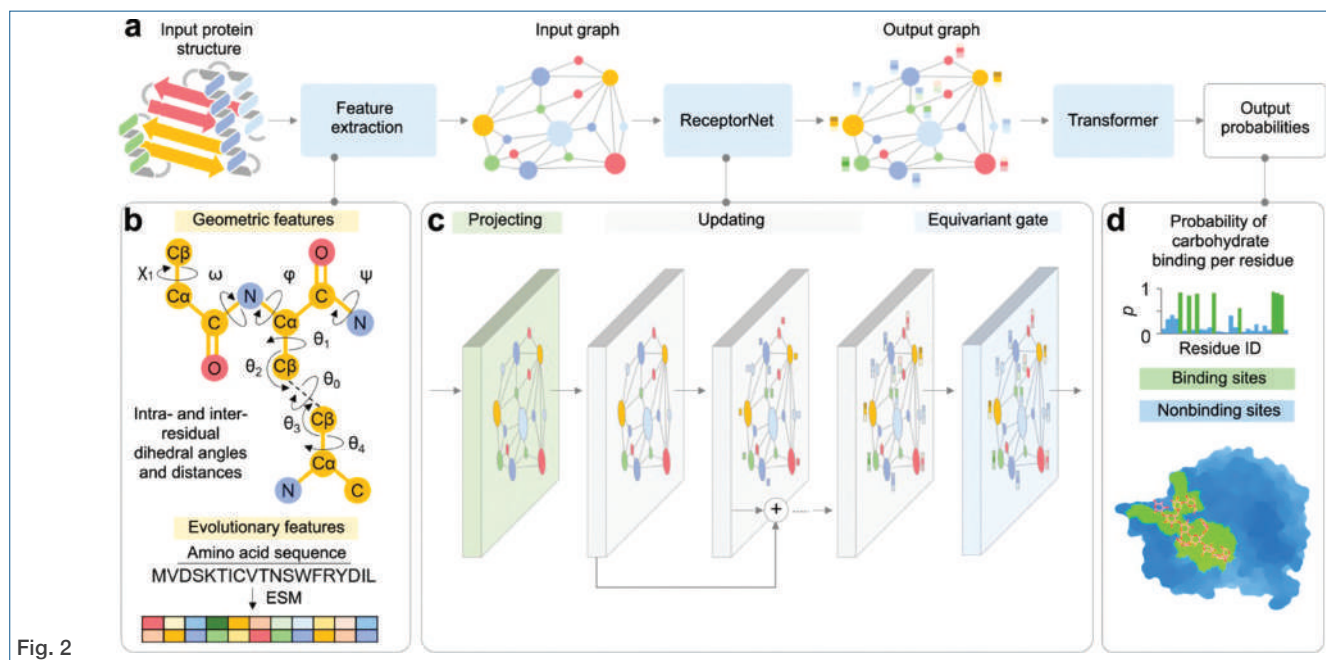 a
Input protein
structure
Feature
extraction
Input graph
ReceptorNet
Output graph
Transformer
Output
probabilities
b
Geometric features
Cβ
O
χ1
ω
φ
ψ
Cα
N
C
Cα
C
N
O
θ1
Cβ
θ2
θ0
Cβ
θ3
θ4
Cα
N
C
Intra- and inter-
residual
dihedral angles
and distances
Evolutionary features
Amino acid sequence
MVDSKTICVTNSWFRYDIL
ESM
c
Projecting
Updating
Equivariant gate
+
d
Probability of
carbohydrate
binding per residue
1
p
0
Residue ID
Binding sites
Nonbinding sites
Fig. 2